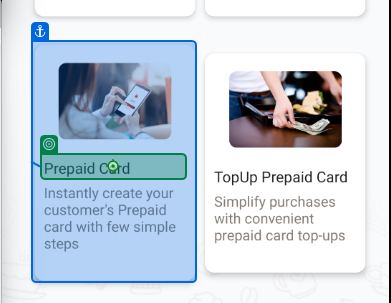 Prepaid Card
Instantly create your
customer's Prepaid
card with few simple
steps
TopUp Prepaid Card
Simplify purchases
with convenient
prepaid card top-ups